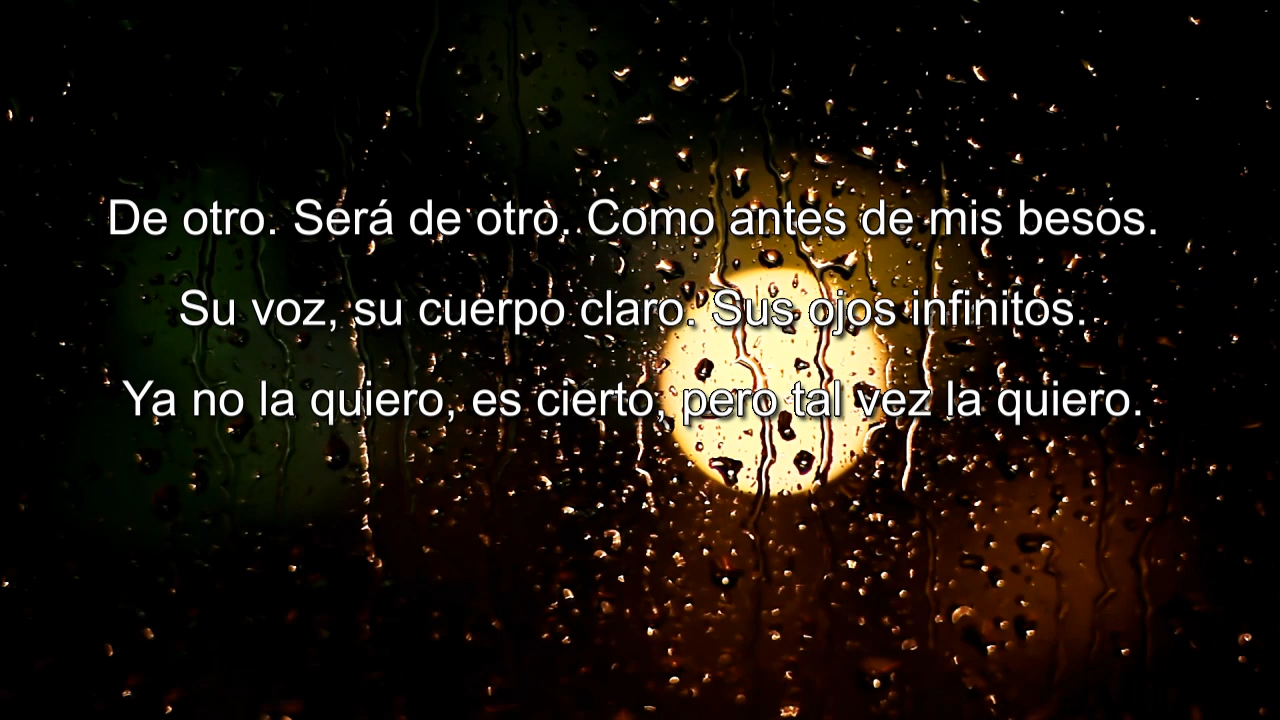 De otro. Será de otro. Como antes de mis besos.
Su voz, su cuerpo claro. Sus ojos infinitos.
Ya no la quiero, es cierto, pero tal vez la quiero.